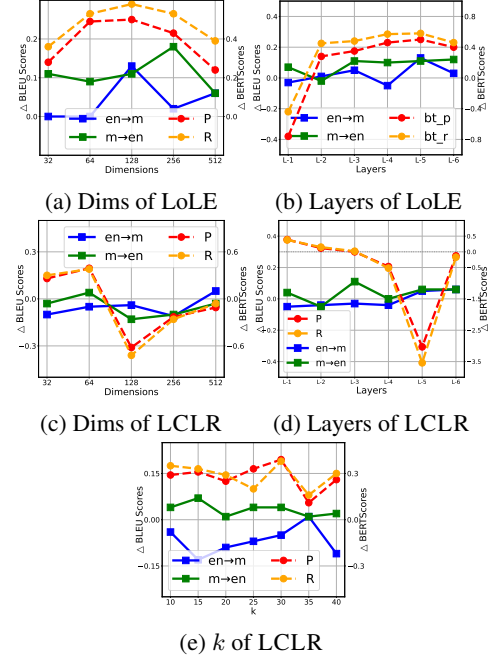 △ BLEU Scores
0.2
0.1
0.0
0.4
0.2
0.0
△ BERTScores
en→m
m→en
P
R
32 64 128 256 512
Dimensions
(a) Dims of LoLE
△ BLEU Scores
0.4
0.2
0.0
−0.2
−0.4
0.8
0.4
0.0
−0.4
−0.8
△ BERTScores
en→m
m→en
bt_p
bt_r
L-1 L-2 L-3 L-4 L-5 L-6
Layers
(b) Layers of LoLE
△ BLEU Scores
0.3
0.0
−0.3
0.6
0.0
−0.6
△ BERTScores
en→m
m→en
P
R
32 64 128 256 512
Dimensions
(c) Dims of LCLR
△ BLEU Scores
0.4
0.2
0.0
−0.2
−0.4
0.5
0.0
−0.5
−1.5
−2.5
−3.5
△ BERTScores
P
R
en→m
m→en
L-1 L-2 L-3 L-4 L-5 L-6
Layers
(d) Layers of LCLR
△ BLEU Scores
0.15
0.00
−0.15
0.3
0.0
−0.3
△ BERTScores
en→m
m→en
P
R
10 15 20 25 30 35 40
k
(e) k of LCLR